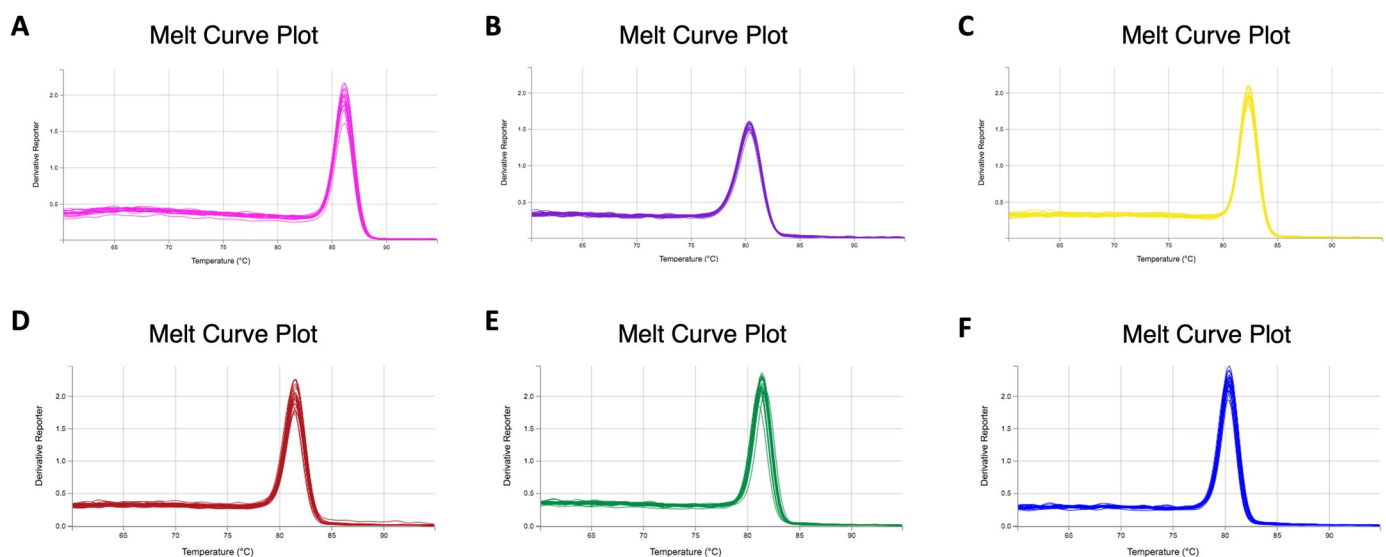 A
Melt Curve Plot
Derivative Reporter
2.0
1.5
1.0
0.5
65 70 75 80 85 90
Temperature (°C)
B
Melt Curve Plot
Derivative Reporter
2.0
1.5
1.0
0.5
65 70 75 80 85 90
Temperature (°C)
C
Melt Curve Plot
Derivative Reporter
2.0
1.5
1.0
0.5
65 70 75 80 85 90
Temperature (°C)
D
Melt Curve Plot
Derivative Reporter
2.0
1.5
1.0
0.5
0.0
65 70 75 80 85 90
Temperature (°C)
E
Melt Curve Plot
Derivative Reporter
2.0
1.5
1.0
0.5
0.0
65 70 75 80 85 90
Temperature (°C)
F
Melt Curve Plot
Derivative Reporter
2.0
1.5
1.0
0.5
0.0
65 70 75 80 85 90
Temperature (°C)